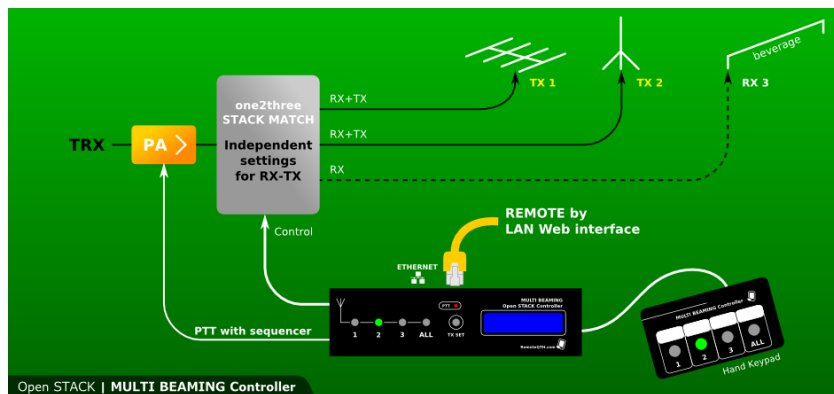 beverage
TX 1
TX 2
RX 3
one2three
STACK MATCH
Independent
settings
for RX-TX
RX+TX
RX+TX
RX
TRX
PA
Control
REMOTE by
LAN Web interface
ETHERNET
PTT with sequencer
PTT
MULTI BEAMING
Open STACK Controller
1 2 3 ALL
TX SET
RemoteQTH.com
MULTI BEAMING Controller
1 2 3 ALL
Hand Keypad
Open STACK | MULTI BEAMING Controller